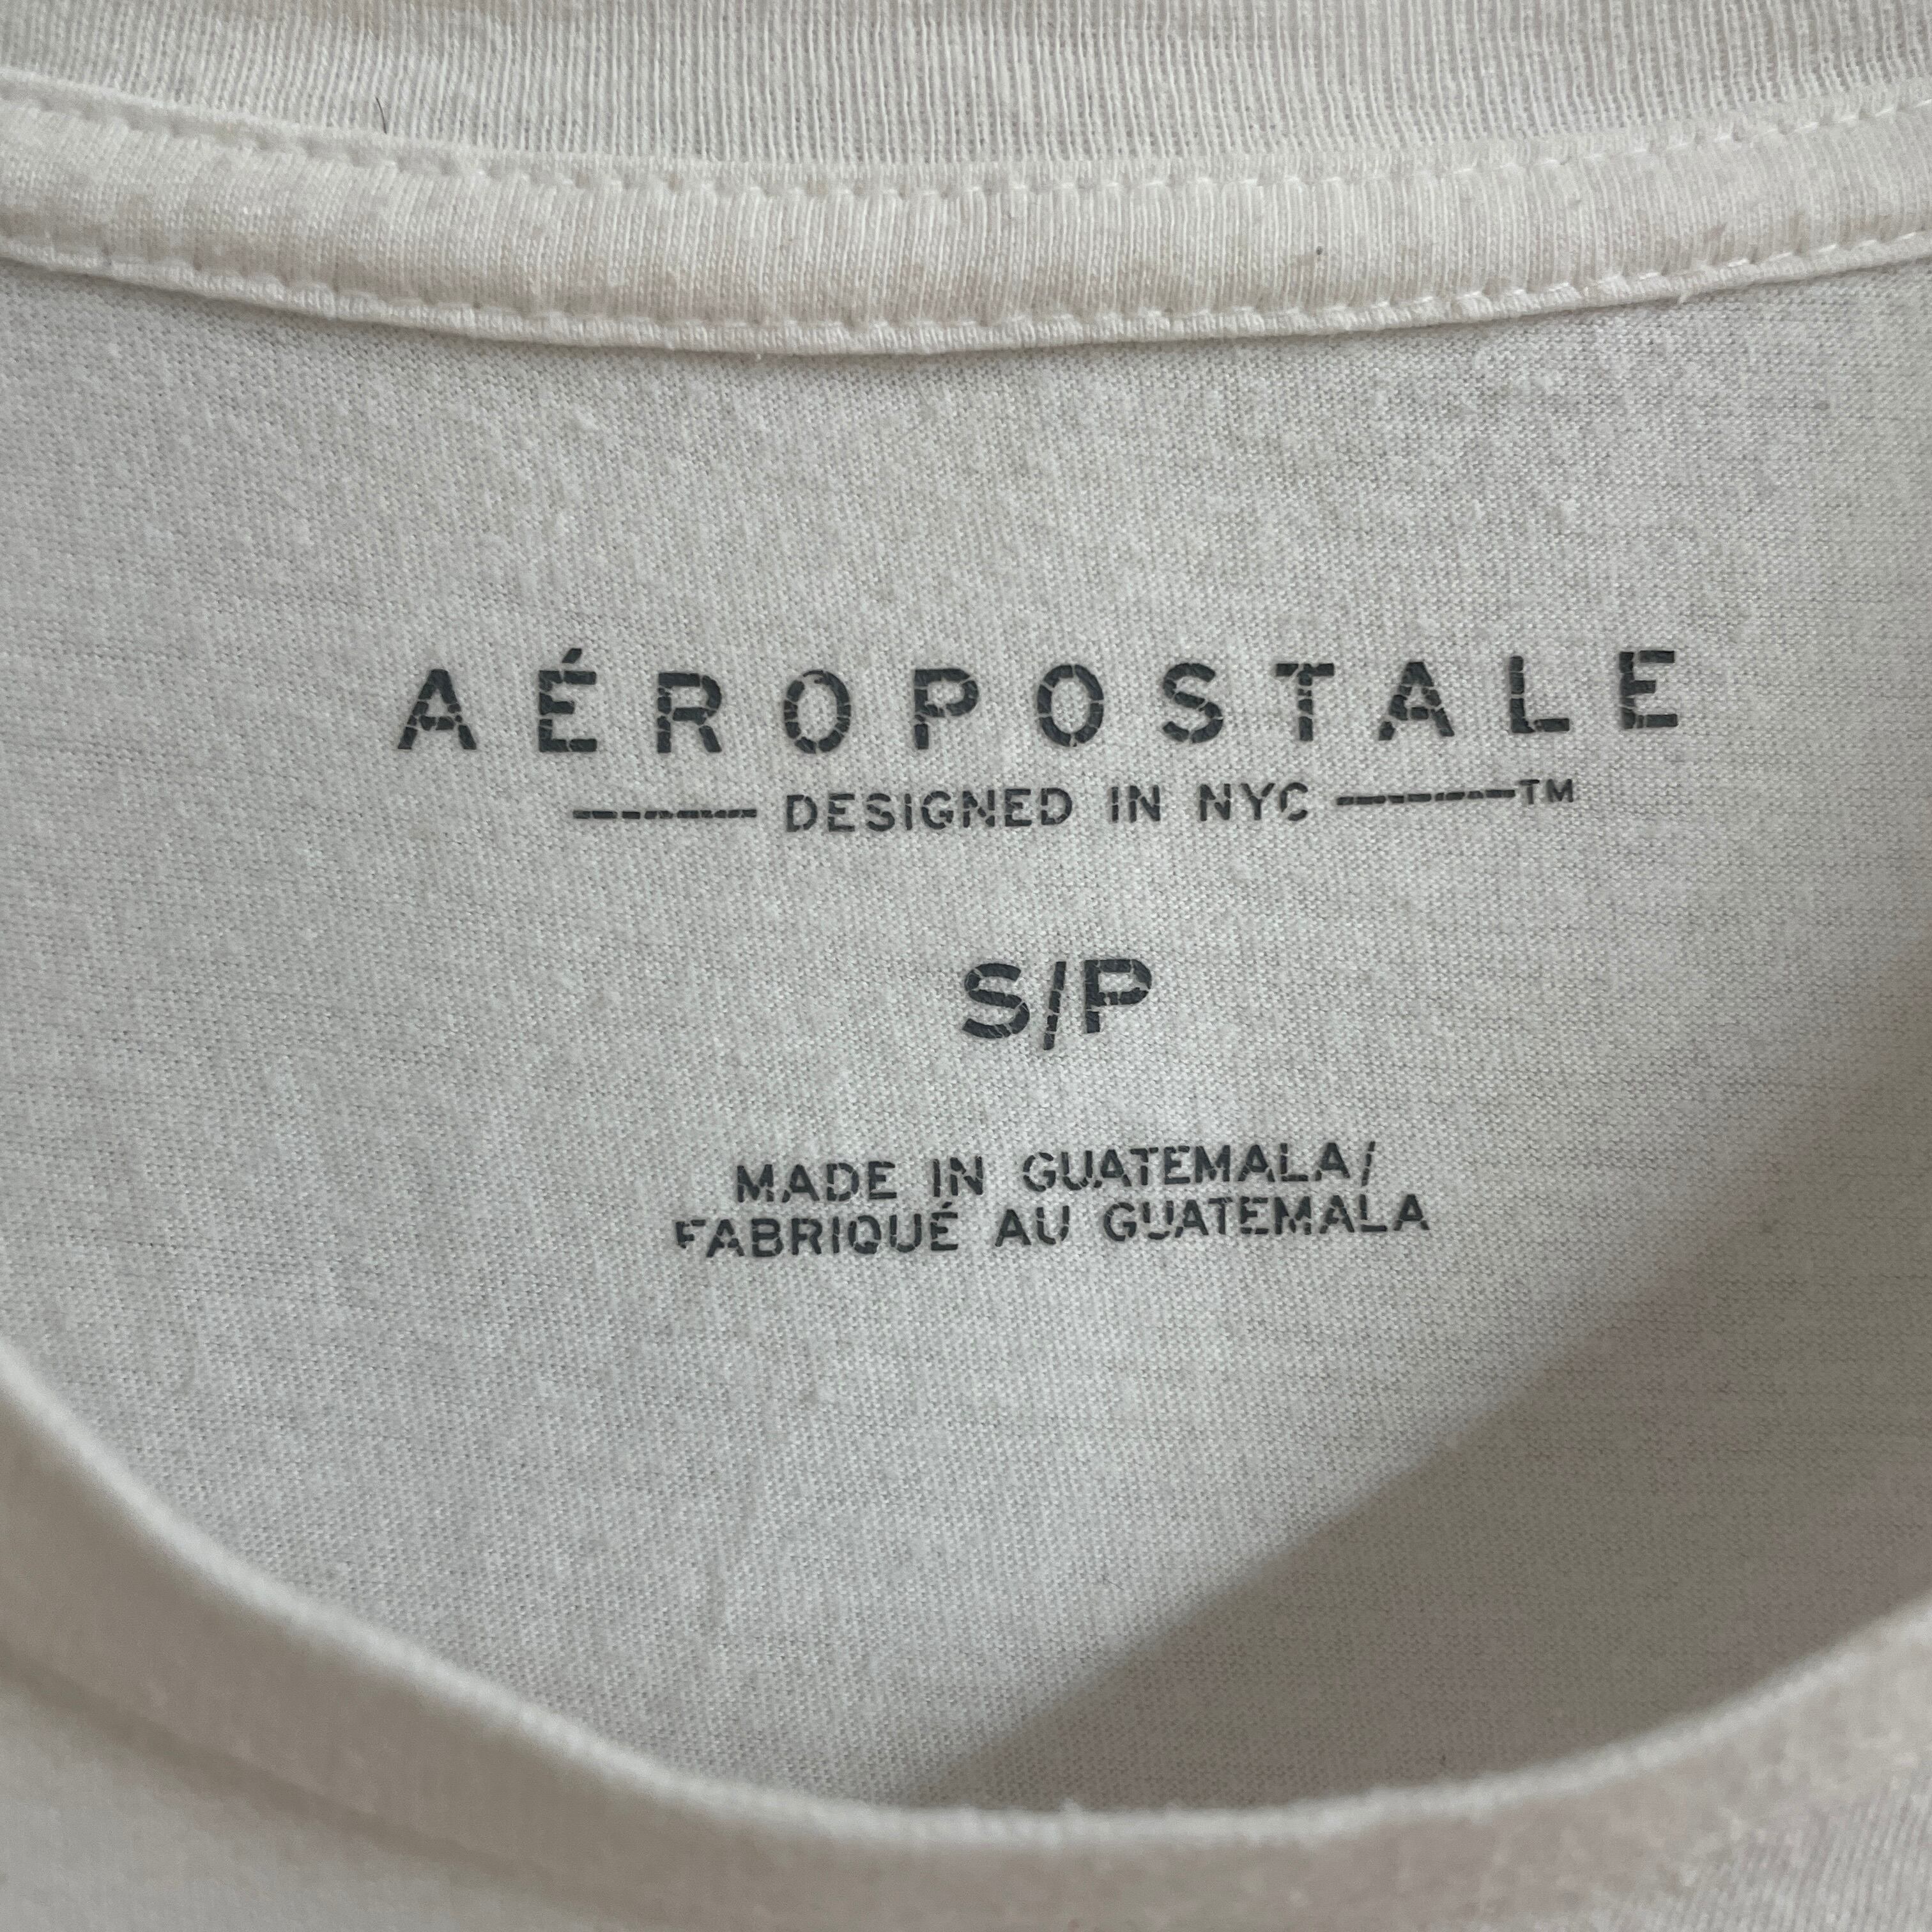 AÉROPOSTALE
DESIGNED IN NYC TM
S/P
MADE IN GUATEMALA/
FABRIQUÉ AU GUATEMALA